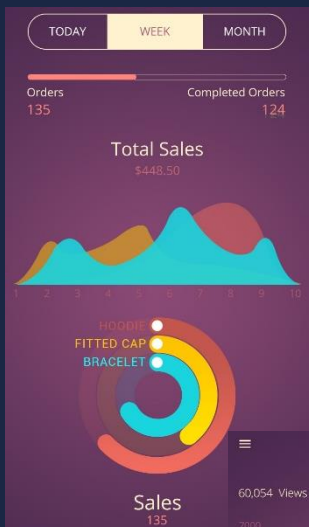 TODAY WEEK MONTH
Orders Completed Orders
135 124
Total Sales
$448.50
1 2 3 4 5 6 7 8 9 10
HOODIE
FITTED CAP
BRACELET
Sales
135
60,054 Views
7000